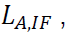 L_{A,IF} ,